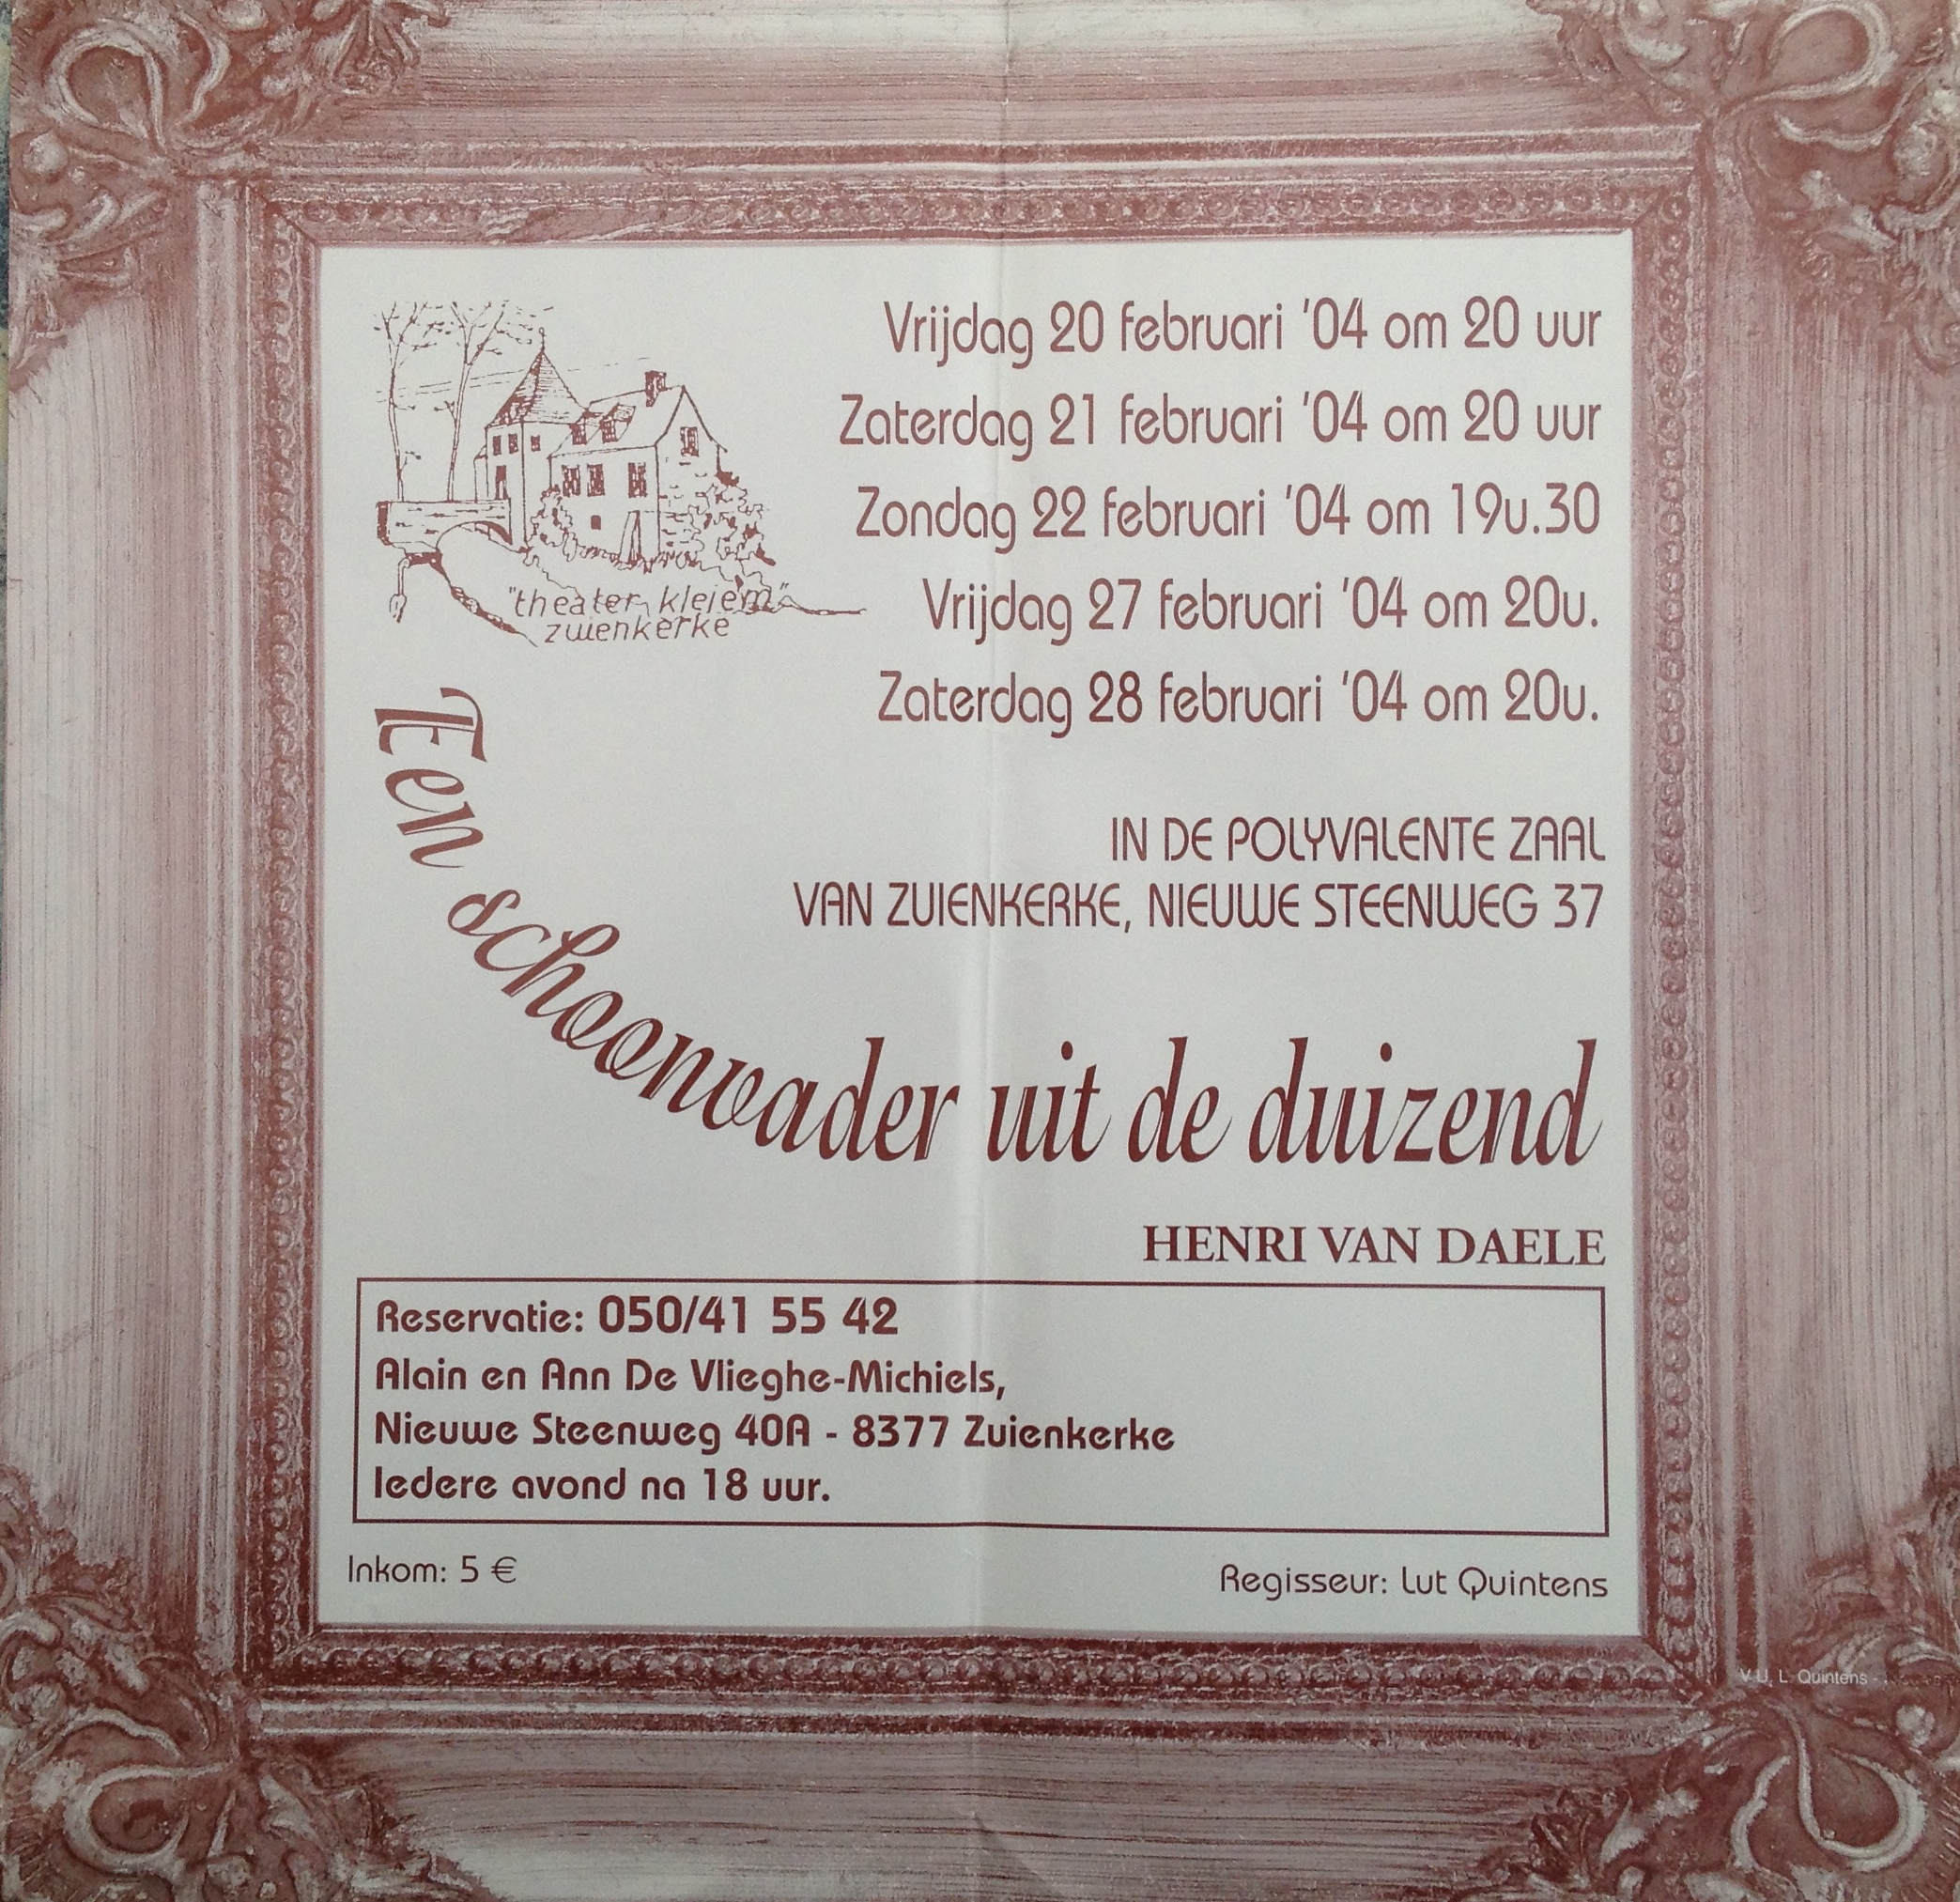 Vrijdag 20 februari '04 om 20 uur
Zaterdag 21 februari '04 om 20 uur
Zondag 22 februari '04 om 19u.30
Vrijdag 27 februari '04 om 20u.
Zaterdag 28 februari '04 om 20u.
"theater kleiem"
zuienkerke
IN DE POLYVALENTE ZAAL
VAN ZUIENKERKE, NIEUWE STEENWEG 37
Een schoonvader uit de duizend
HENRI VAN DAELE
Reservatie: 050/41 55 42
Alain en Ann De Vlieghe-Michiels,
Nieuwe Steenweg 40A - 8377 Zuienkerke
Iedere avond na 18 uur.
Inkom: 5 €
Regisseur: Lut Quintens
V.U. L. Quintens -